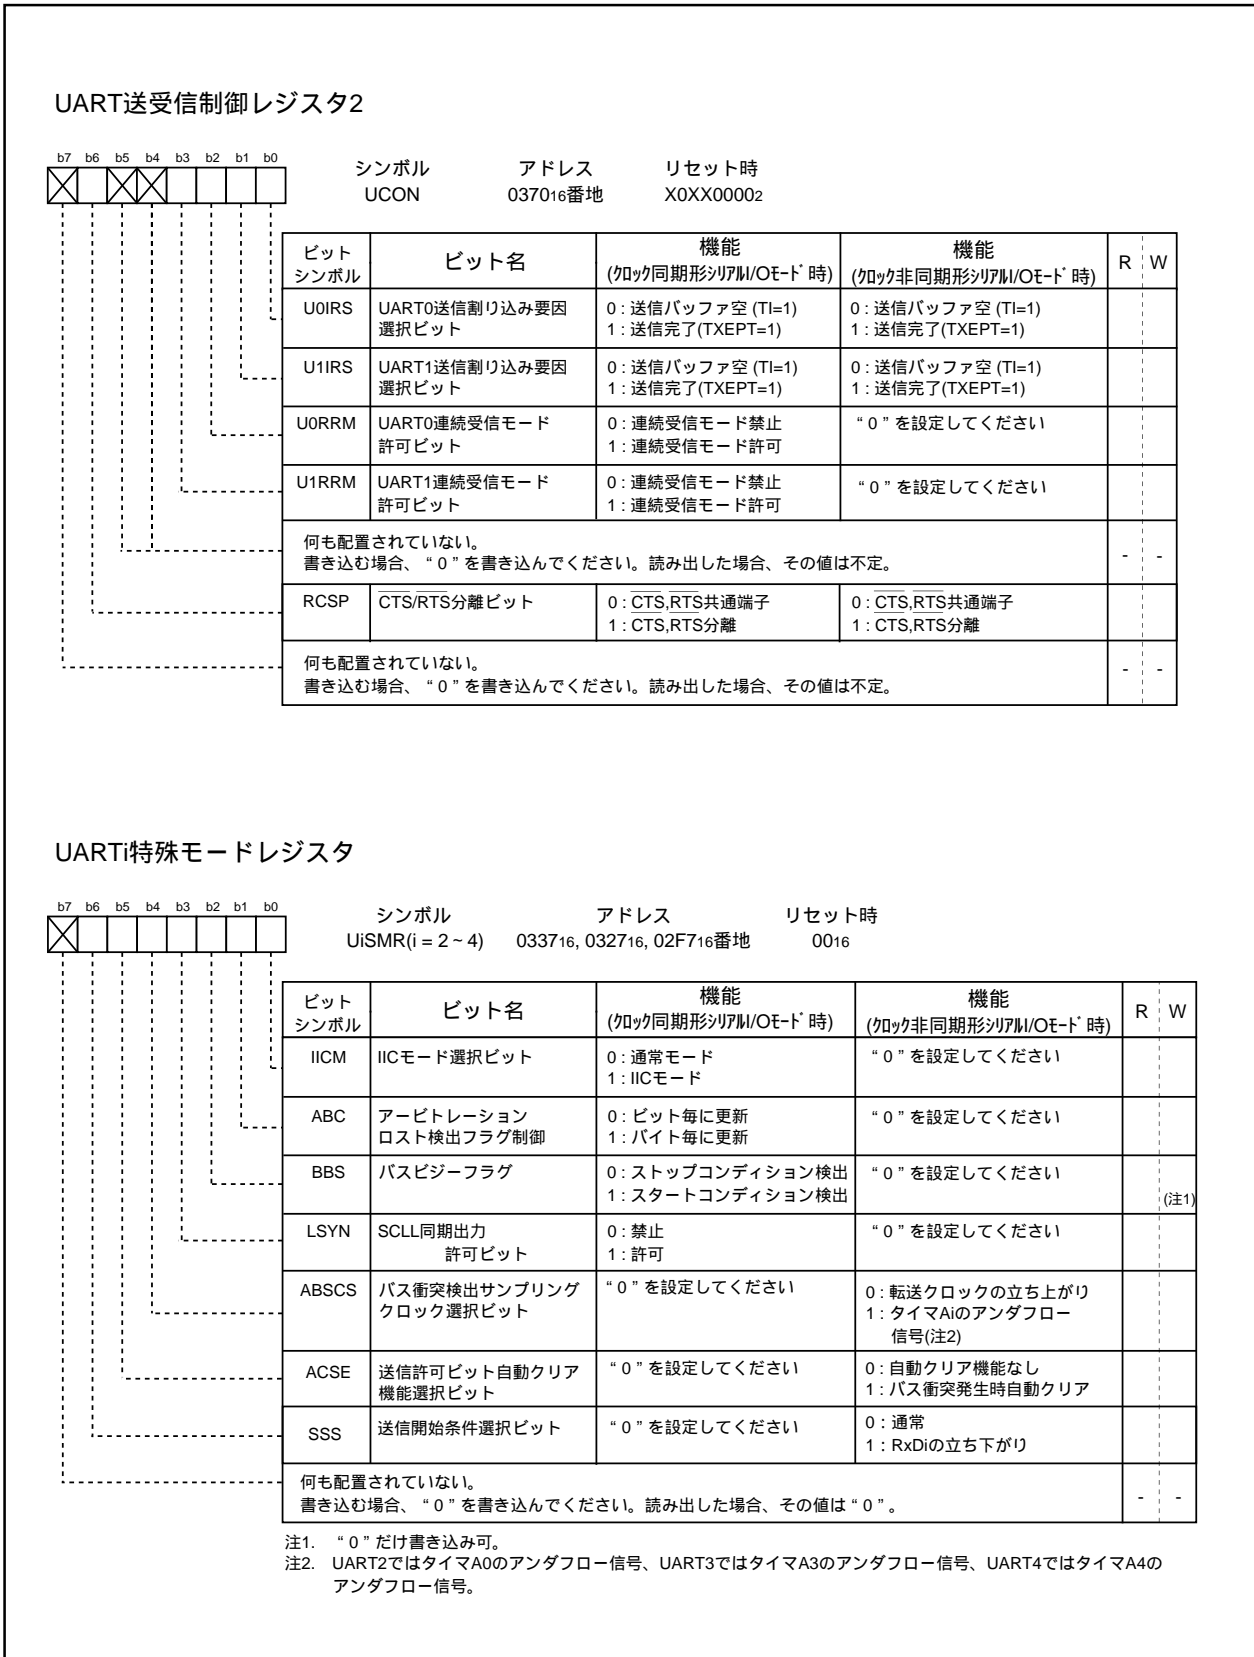 UART送受信制御レジスタ2
b7 b6 b5 b4 b3 b2 b1 b0
シンボル アドレス リセット時
UCON 037016番地 X0XX00002
ビット
シンボル
ビット名
機能
(クロック同期形シリアルI/Oモード時)
機能
(クロック非同期形シリアルI/Oモード時)
R W
U0IRS
UART0送信割り込み要因
選択ビット
0 : 送信バッファ空 (TI=1)
1 : 送信完了(TXEPT=1)
0 : 送信バッファ空 (TI=1)
1 : 送信完了(TXEPT=1)
U1IRS
UART1送信割り込み要因
選択ビット
0 : 送信バッファ空 (TI=1)
1 : 送信完了(TXEPT=1)
0 : 送信バッファ空 (TI=1)
1 : 送信完了(TXEPT=1)
U0RRM
UART0連続受信モード
許可ビット
0 : 連続受信モード禁止
1 : 連続受信モード許可
“ 0 ” を設定してください
U1RRM
UART1連続受信モード
許可ビット
0 : 連続受信モード禁止
1 : 連続受信モード許可
“ 0 ” を設定してください
何も配置されていない。
書き込む場合、“ 0 ” を書き込んでください。読み出した場合、その値は不定。
- -
RCSP
CTS/RTS分離ビット
0 : CTS,RTS共通端子
1 : CTS,RTS分離
0 : CTS,RTS共通端子
1 : CTS,RTS分離
何も配置されていない。
書き込む場合、“ 0 ” を書き込んでください。読み出した場合、その値は不定。
- -
UARTi特殊モードレジスタ
b7 b6 b5 b4 b3 b2 b1 b0
シンボル アドレス リセット時
UiSMR(i = 2 ~ 4) 033716, 032716, 02F716番地 0016
ビット
シンボル
ビット名
機能
(クロック同期形シリアルI/Oモード時)
機能
(クロック非同期形シリアルI/Oモード時)
R W
IICM
IICモード選択ビット
0 : 通常モード
1 : IICモード
“ 0 ” を設定してください
ABC
アービトレーション
ロスト検出フラグ制御
0 : ビット毎に更新
1 : バイト毎に更新
“ 0 ” を設定してください
BBS
バスビジーフラグ
0 : ストップコンディション検出
1 : スタートコンディション検出
“ 0 ” を設定してください
(注1)
LSYN
SCLL同期出力
許可ビット
0 : 禁止
1 : 許可
“ 0 ” を設定してください
ABSCS
バス衝突検出サンプリング
クロック選択ビット
“ 0 ” を設定してください
0 : 転送クロックの立ち上がり
1 : タイマAiのアンダフロー
信号(注2)
ACSE
送信許可ビット自動クリア
機能選択ビット
“ 0 ” を設定してください
0 : 自動クリア機能なし
1 : バス衝突発生時自動クリア
SSS
送信開始条件選択ビット
“ 0 ” を設定してください
0 : 通常
1 : RxDiの立ち下がり
何も配置されていない。
書き込む場合、“ 0 ” を書き込んでください。読み出した場合、その値は “ 0 ” 。
- -
注1. “ 0 ” だけ書き込み可。
注2. UART2ではタイマA0のアンダフロー信号、UART3ではタイマA3のアンダフロー信号、UART4ではタイマA4の
アンダフロー信号。